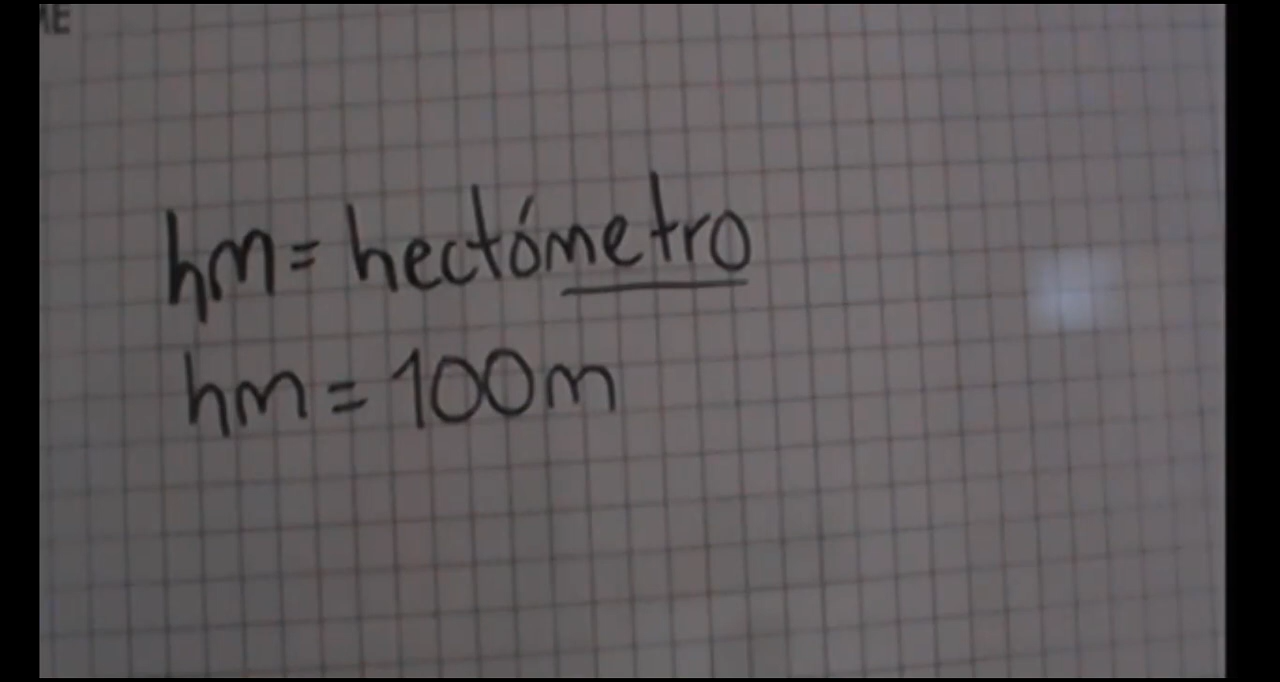 hm = hectómetro
hm = 100m